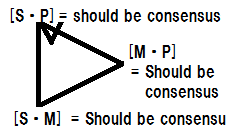 [S・P] = should be consensus
[M・P]
= Should be
consensus
[S・M] = Should be consensu